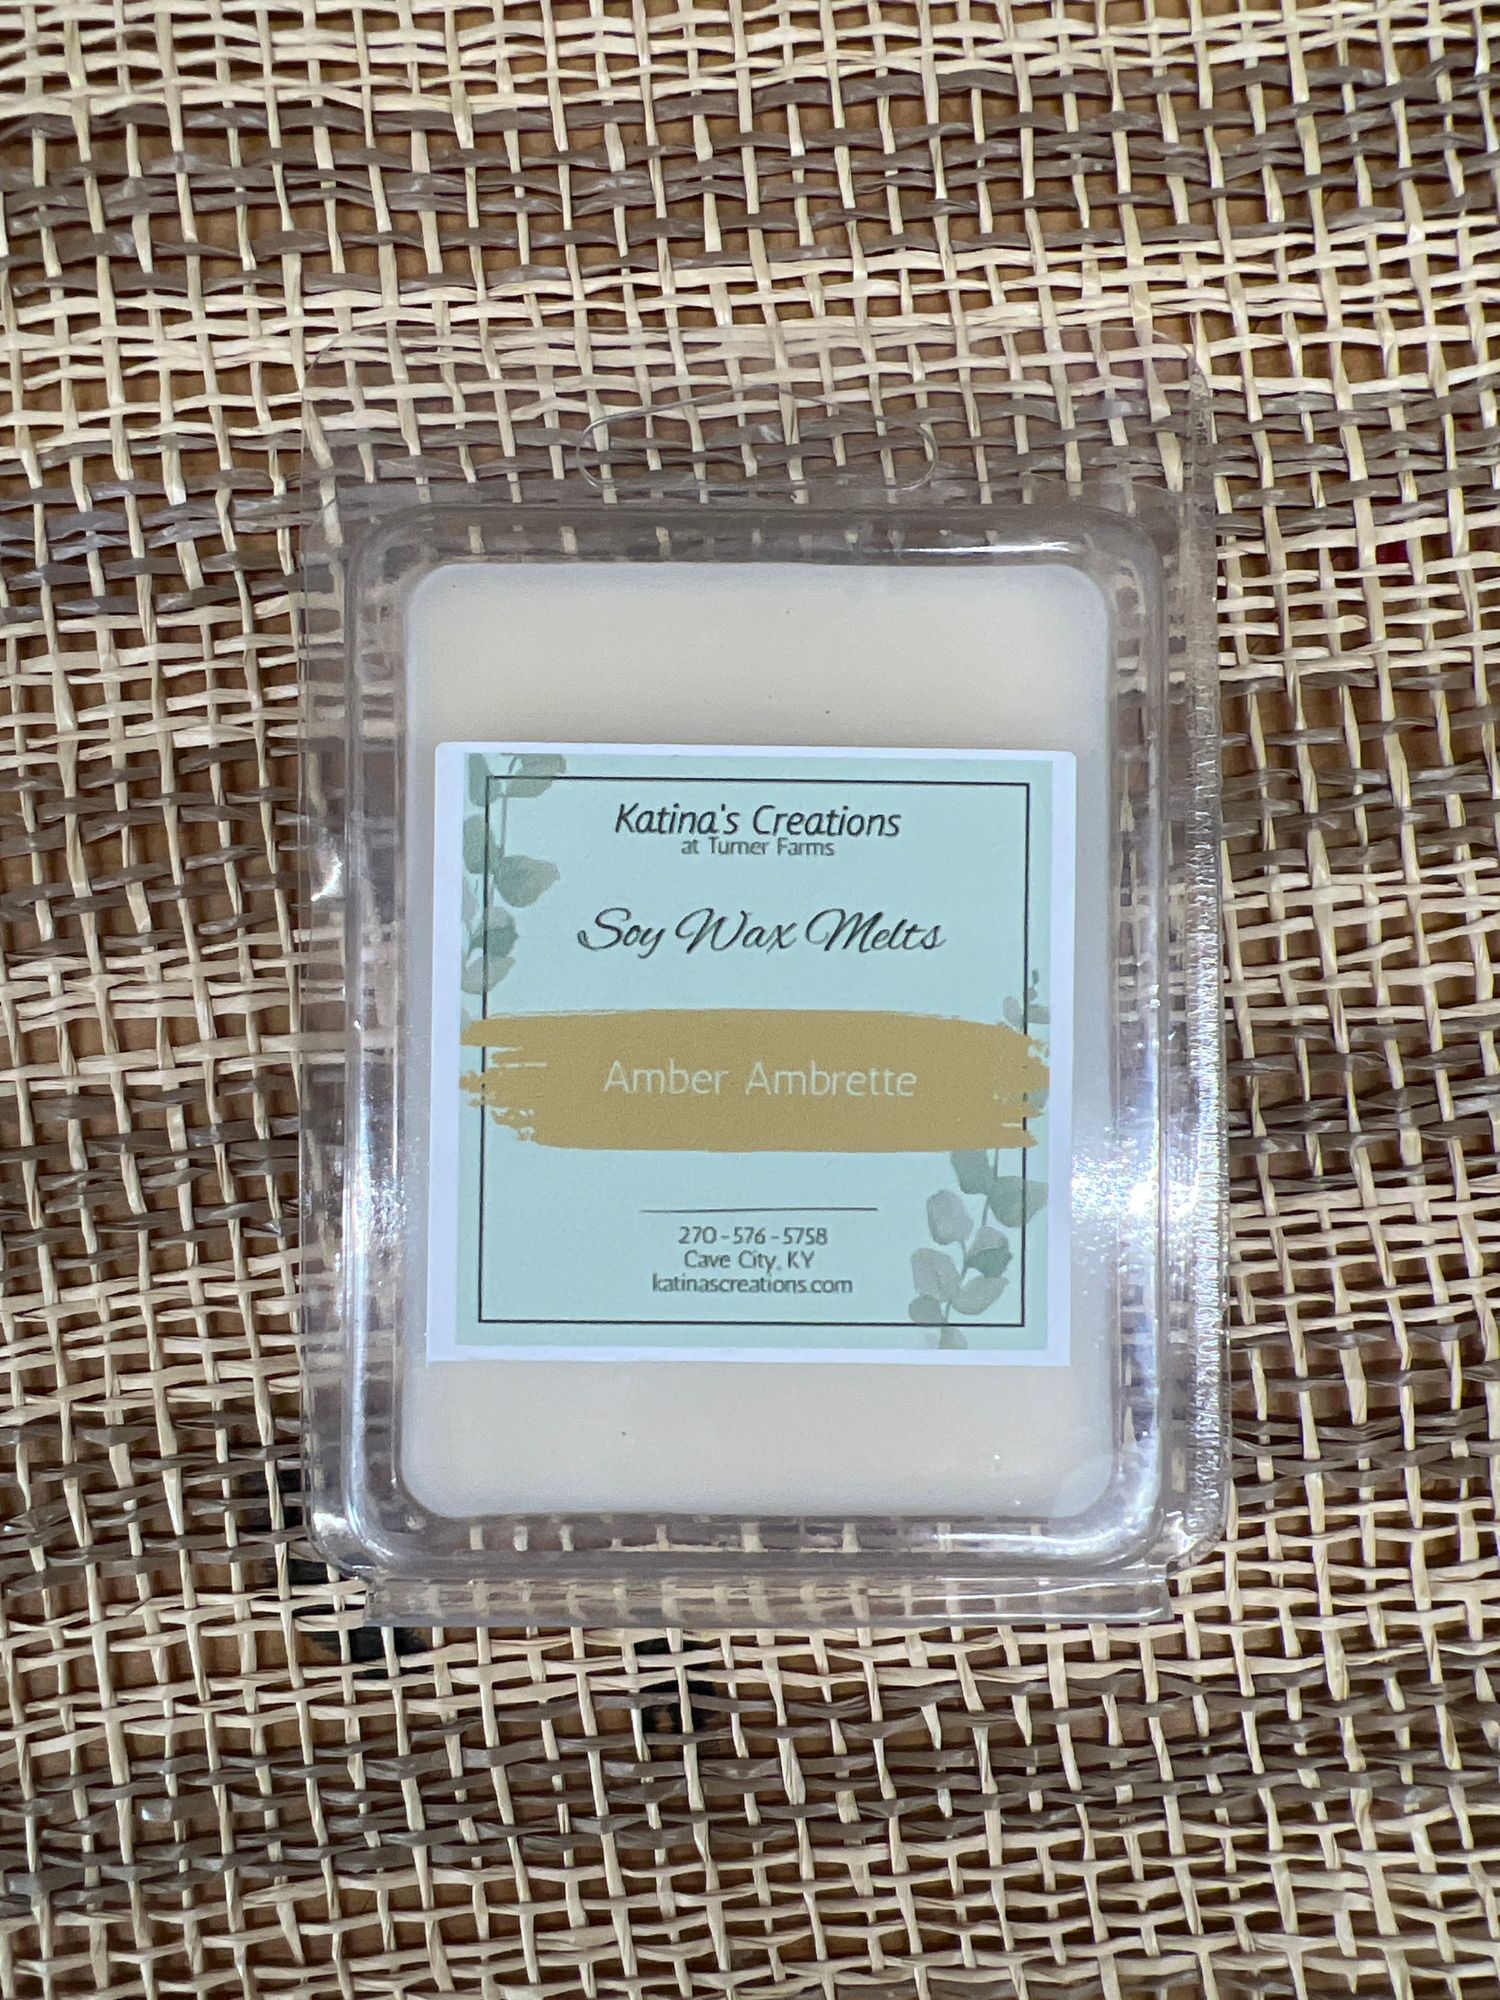 Katina's Creations
at Turner Farms
Soy Wax Melts
Amber Ambrette
270-576-5758
Cave City, KY
katinascreations.com